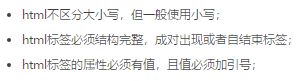 html不区分大小写，但一般使用小写；
html标签必须结构完整，成对出现或者自结束标签；
html标签的属性必须有值，且值必须加引号；